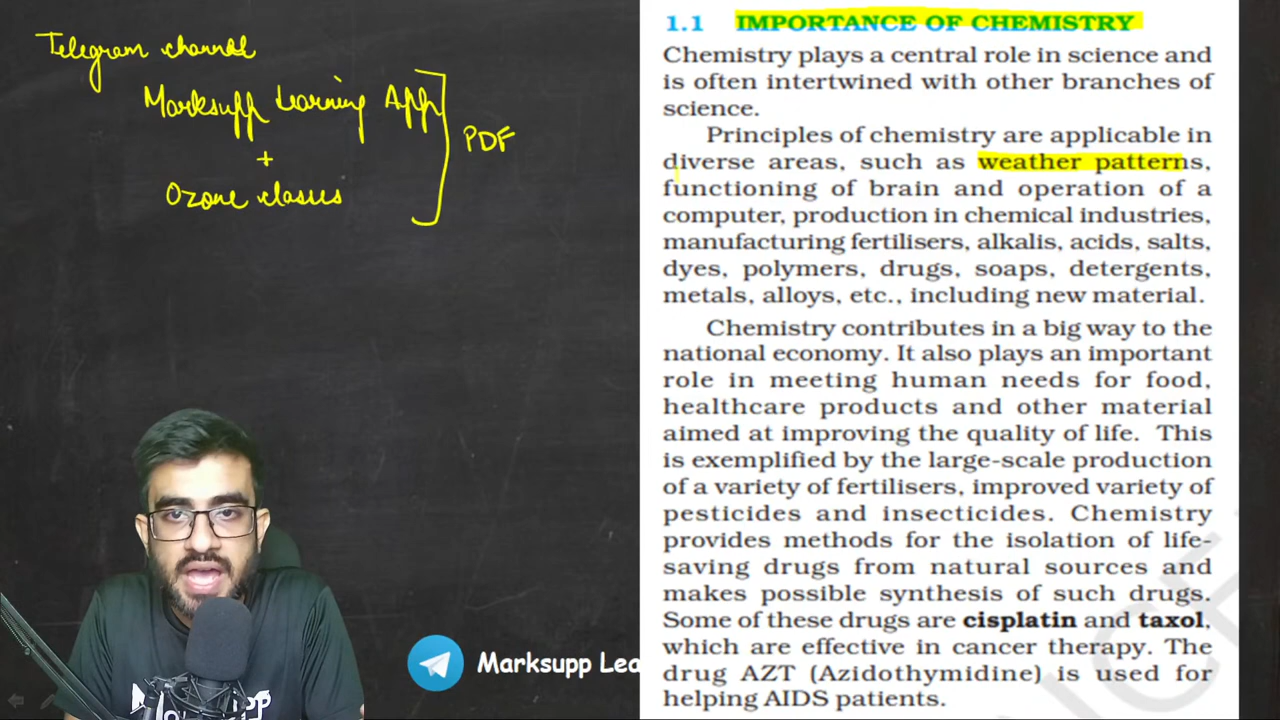 Telegram channel
Marksupp Learning App
+
Ozone classes
PDF
Marksupp Lea
1.1 IMPORTANCE OF CHEMISTRY
Chemistry plays a central role in science and
is often intertwined with other branches of
science.
Principles of chemistry are applicable in
diverse areas, such as weather patterns,
functioning of brain and operation of a
computer, production in chemical industries,
manufacturing fertilisers, alkalis, acids, salts,
dyes, polymers, drugs, soaps, detergents,
metals, alloys, etc., including new material.
Chemistry contributes in a big way to the
national economy. It also plays an important
role in meeting human needs for food,
healthcare products and other material
aimed at improving the quality of life. This
is exemplified by the large-scale production
of a variety of fertilisers, improved variety of
pesticides and insecticides. Chemistry
provides methods for the isolation of life-
saving drugs from natural sources and
makes possible synthesis of such drugs.
Some of these drugs are cisplatin and taxol,
which are effective in cancer therapy. The
drug AZT (Azidothymidine) is used for
helping AIDS patients.